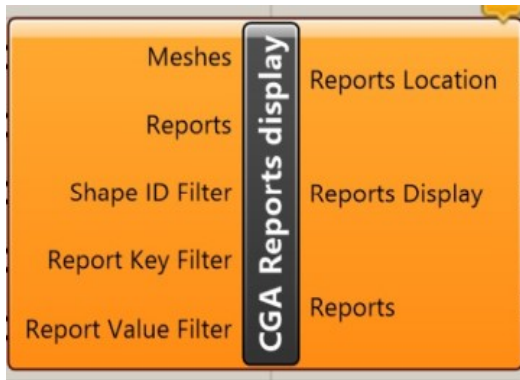 Meshes
Reports
Shape ID Filter
Report Key Filter
Report Value Filter
CGA Reports display
Reports Location
Reports Display
Reports